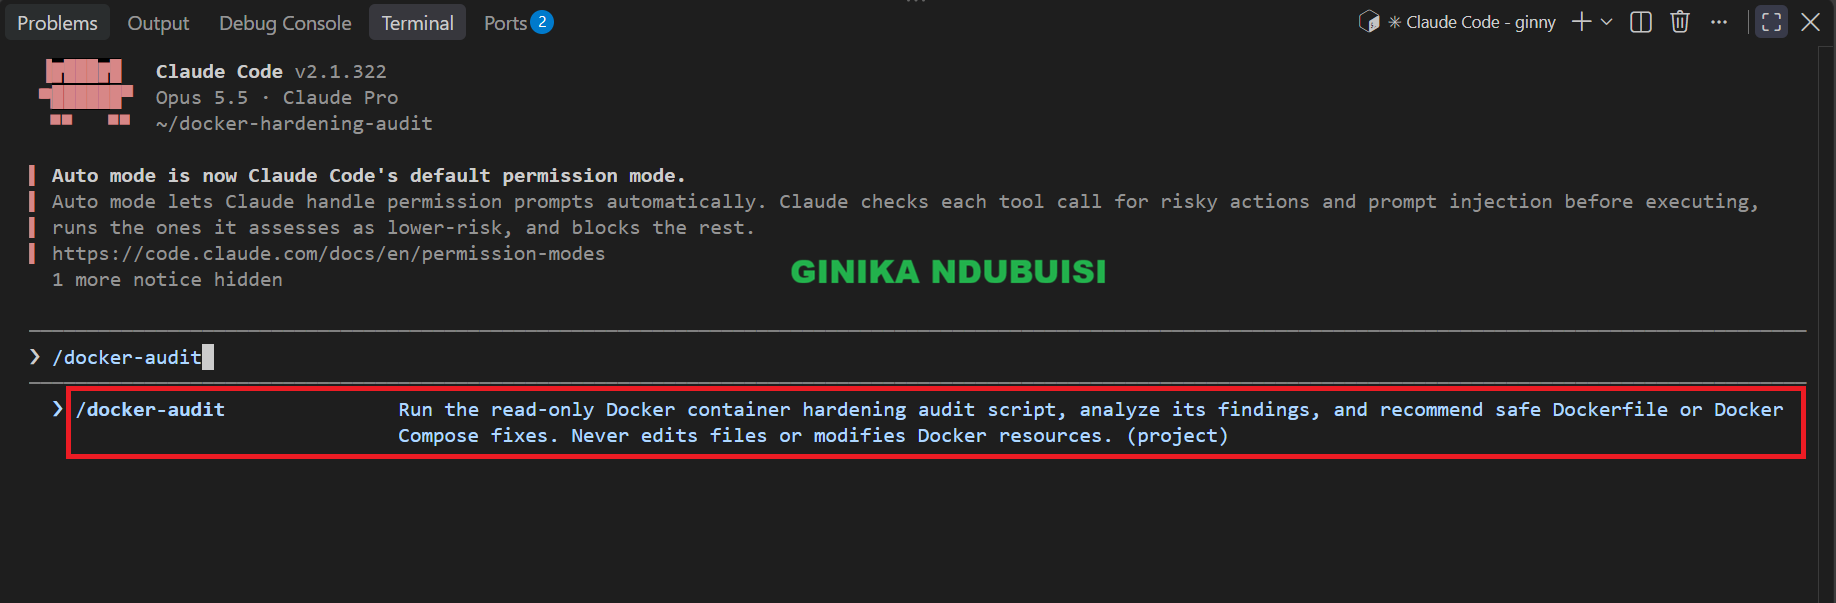 Problems Output Debug Console Terminal Ports 2 Claude Code - ginny
Claude Code v2.1.322
Opus 5.5 · Claude Pro
~/docker-hardening-audit
Auto mode is now Claude Code's default permission mode.
Auto mode lets Claude handle permission prompts automatically. Claude checks each tool call for risky actions and prompt injection before executing,
runs the ones it assesses as lower-risk, and blocks the rest.
https://code.claude.com/docs/en/permission-modes
1 more notice hidden
GINIKA NDUBUISI
❯ /docker-audit
❯ /docker-audit Run the read-only Docker container hardening audit script, analyze its findings, and recommend safe Dockerfile or Docker
Compose fixes. Never edits files or modifies Docker resources. (project)